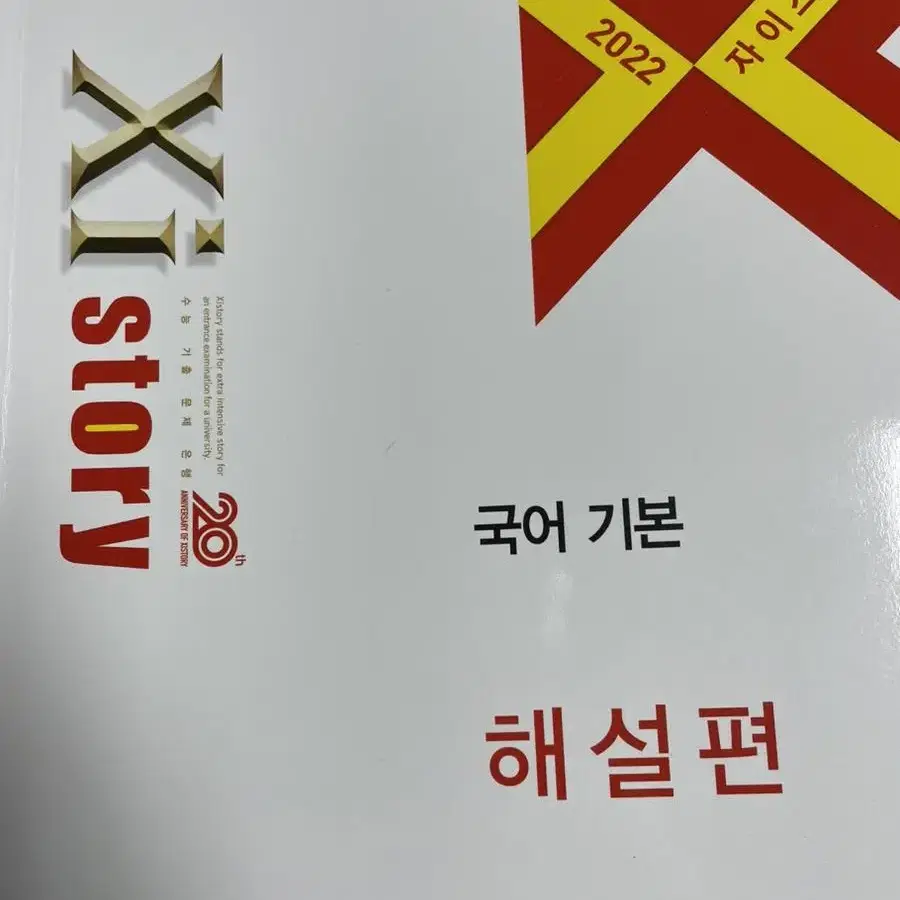 Xi story
Xistory stands for extra intensive story for
an entrance examination for a university.
수능 기출 문제 은행
20th
ANNIVERSARY OF XISTORY
2022
자이스
국어 기본
해설편